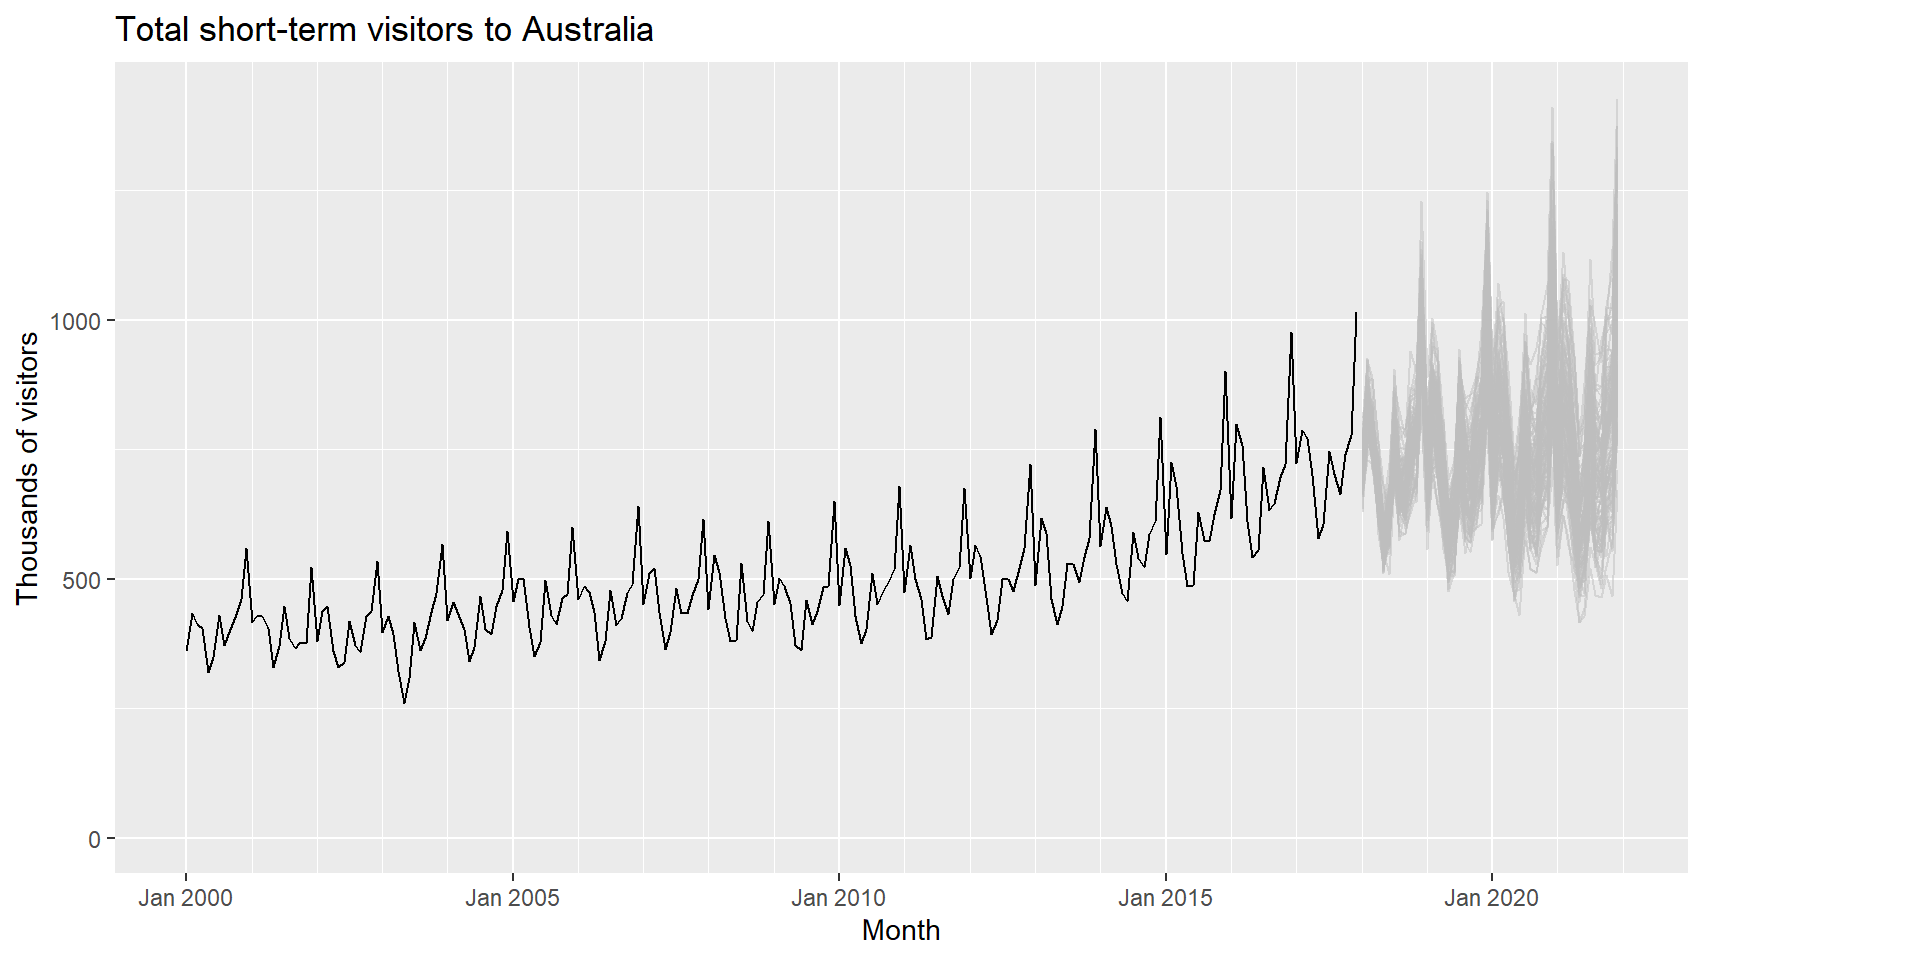 Total short-term visitors to Australia
Thousands of visitors
1000
500
0
Jan 2000
Jan 2005
Jan 2010
Jan 2015
Jan 2020
Month